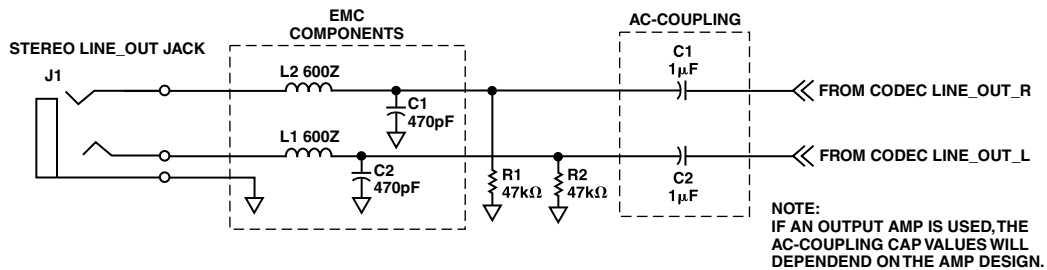 EMC
COMPONENTS
AC-COUPLING
STEREO LINE_OUT JACK
J1
L2 600Z
C1
1μF
FROM CODEC LINE_OUT_R
C1
470pF
L1 600Z
FROM CODEC LINE_OUT_L
C2
470pF
R1
47kΩ
R2
47kΩ
C2
1μF
NOTE:
IF AN OUTPUT AMP IS USED, THE
AC-COUPLING CAP VALUES WILL
DEPENDEND ON THE AMP DESIGN.